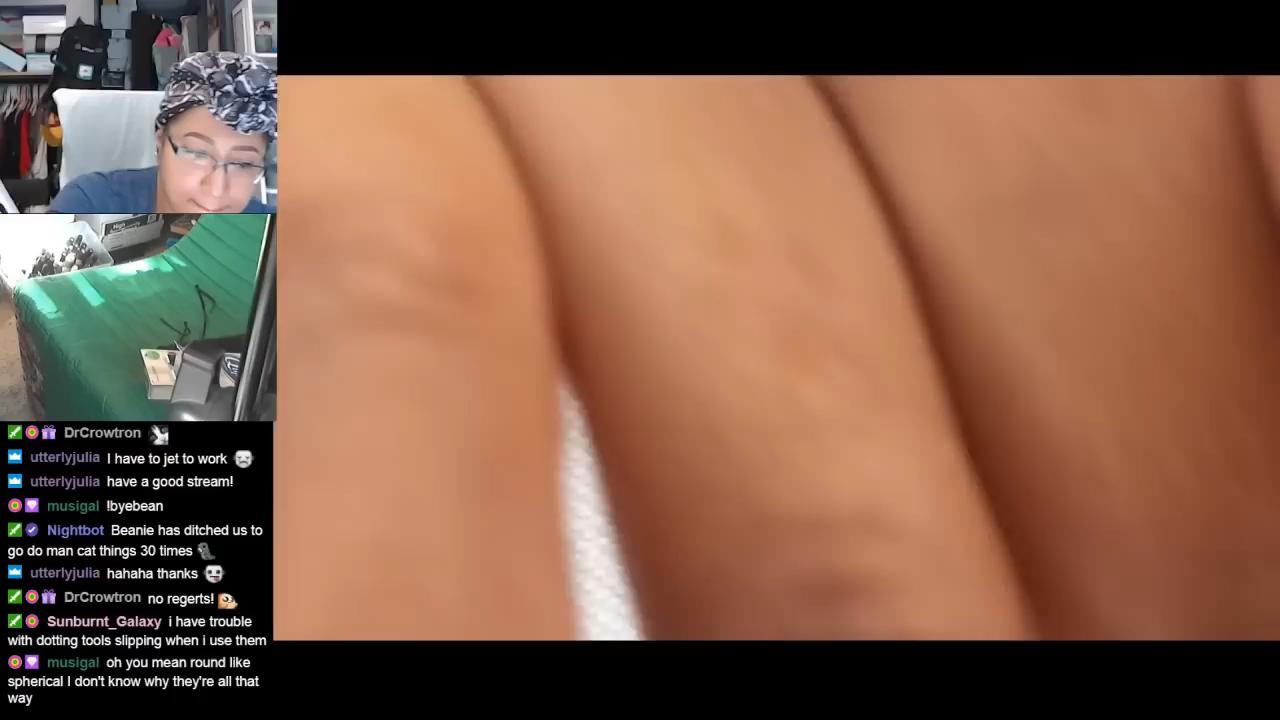 High
DrCrowtron
utterlyjulia I have to jet to work
utterlyjulia have a good stream!
musigal !byebean
Nightbot Beanie has ditched us to
go do man cat things 30 times
utterlyjulia hahaha thanks
DrCrowtron no regerts!
Sunburnt_Galaxy i have trouble
with dotting tools slipping when i use them
musigal oh you mean round like
spherical I don't know why they're all that
way